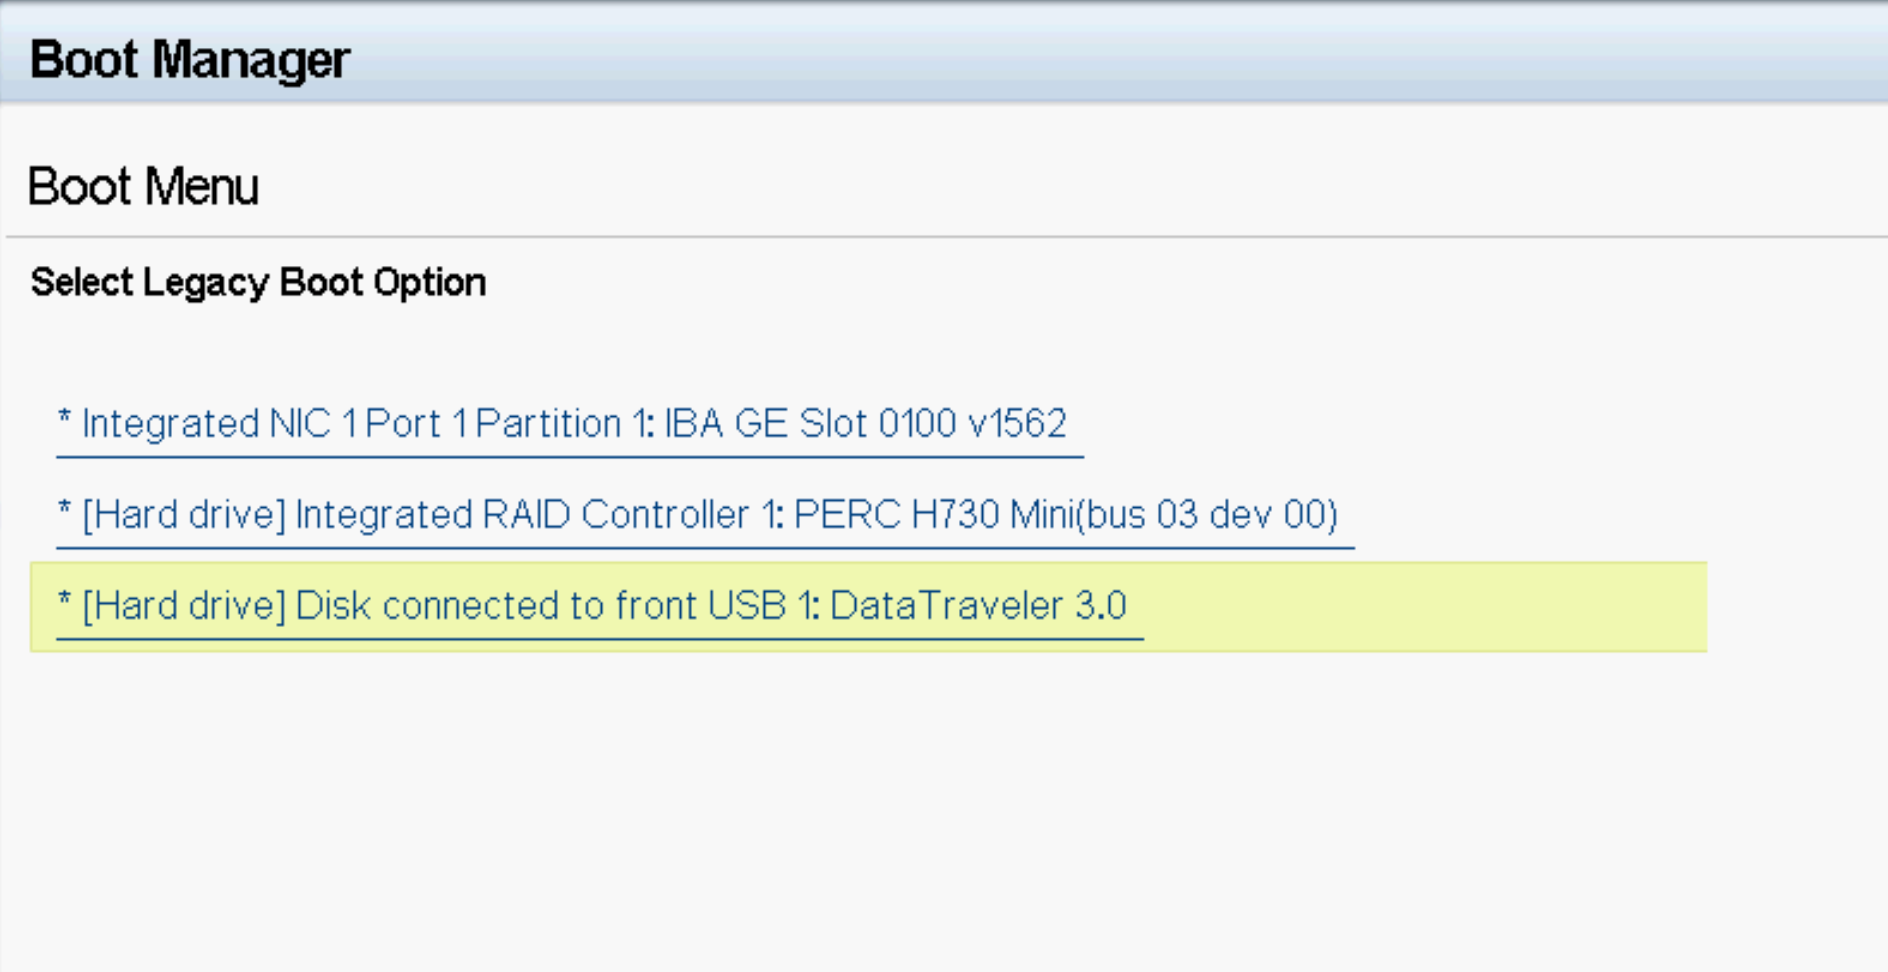 Boot Manager
Boot Menu
Select Legacy Boot Option
* Integrated NIC 1 Port 1 Partition 1: IBA GE Slot 0100 v1562
* [Hard drive] Integrated RAID Controller 1: PERC H730 Mini(bus 03 dev 00)
* [Hard drive] Disk connected to front USB 1: DataTraveler 3.0